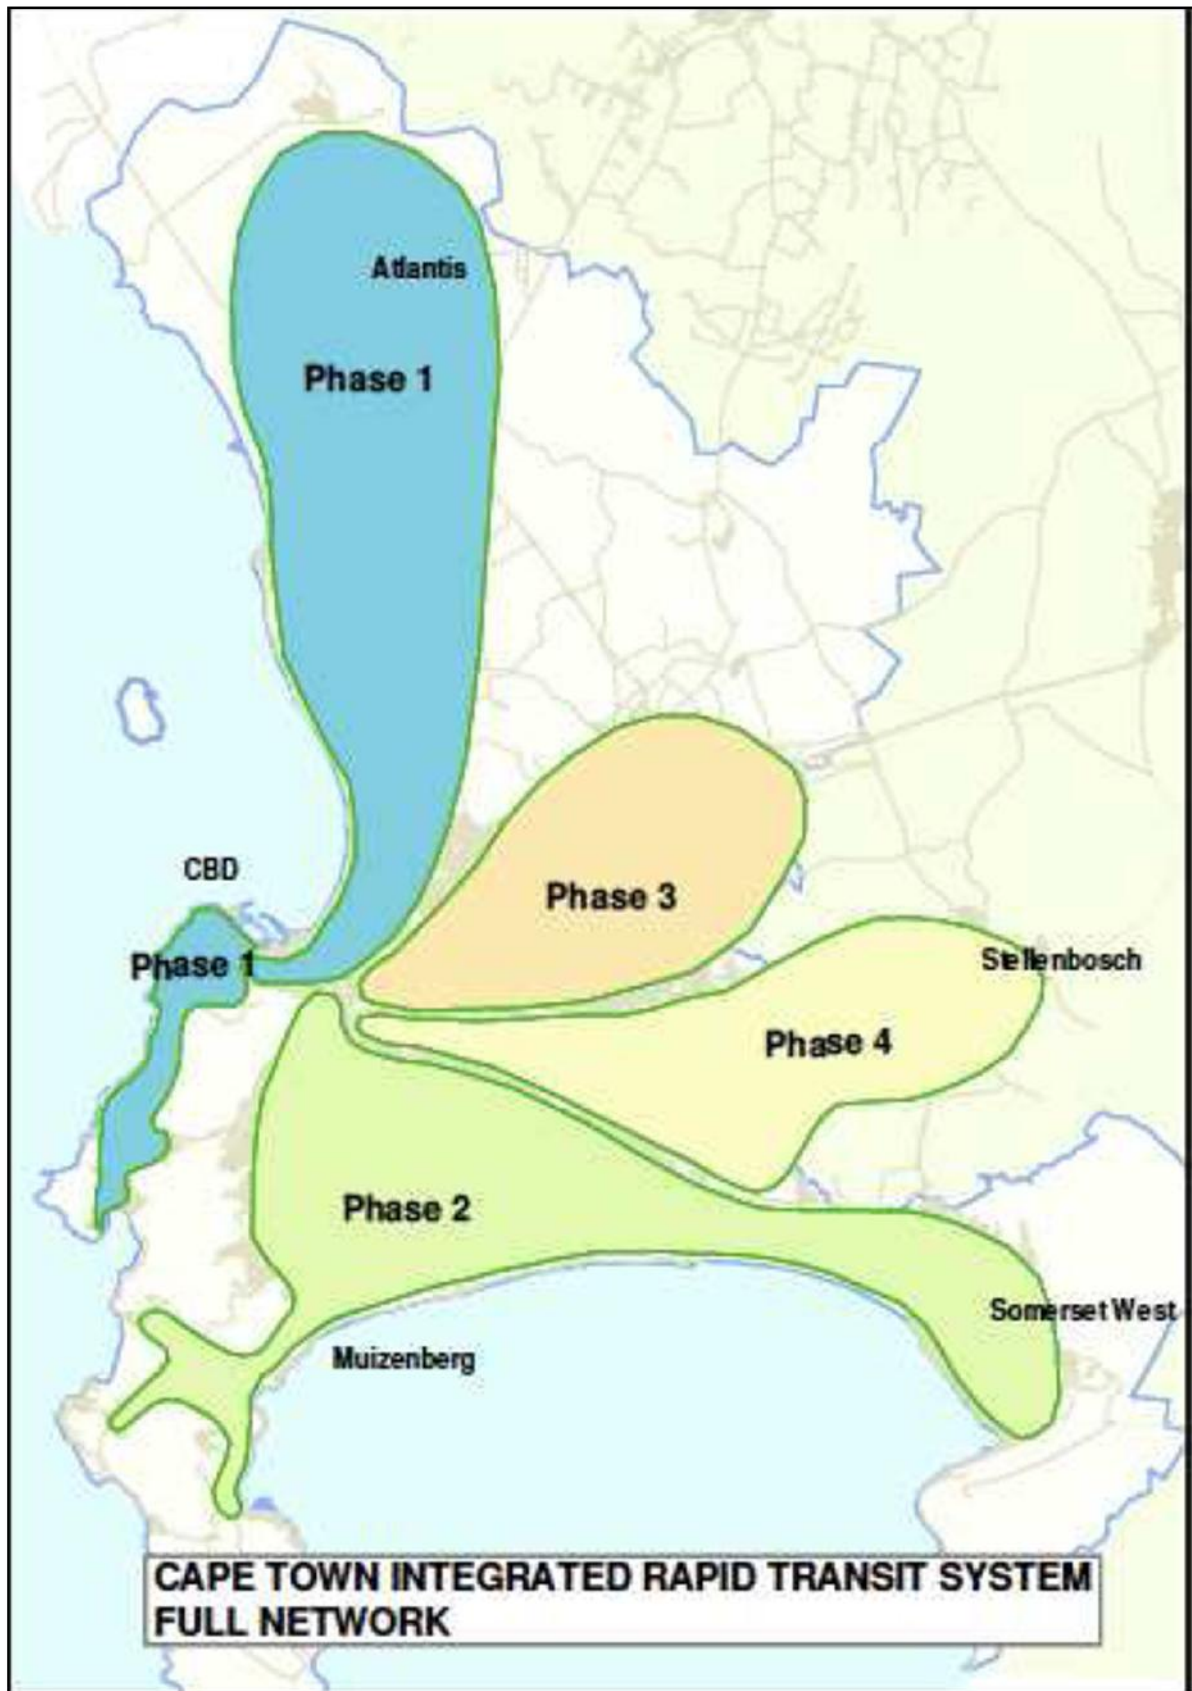 Atlantis
Phase 1
CBD
Phase 3
Phase 1
Stellenbosch
Phase 4
Phase 2
Somerset West
Muizenberg
CAPE TOWN INTEGRATED RAPID TRANSIT SYSTEM
FULL NETWORK